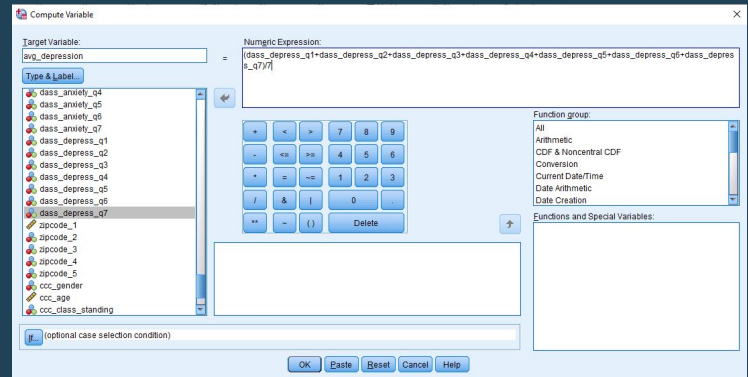 Compute Variable
Target Variable:
avg_depression
=
Numeric Expression:
(dass_depress_q1+dass_depress_q2+dass_depress_q3+dass_depress_q4+dass_depress_q5+dass_depress_q6+dass_depres
s_q7)/7
Type & Label...
dass_anxiety_q4
dass_anxiety_q5
dass_anxiety_q6
dass_anxiety_q7
dass_depress_q1
dass_depress_q2
dass_depress_q3
dass_depress_q4
dass_depress_q5
dass_depress_q6
dass_depress_q7
zipcode_1
zipcode_2
zipcode_3
zipcode_4
zipcode_5
ccc_gender
ccc_age
ccc_class_standing
+ < > 7 8 9
- <= >= 4 5 6
* = ~= 1 2 3
/ & | 0 .
** ~ ( ) Delete
Function group:
All
Arithmetic
CDF & Noncentral CDF
Conversion
Current Date/Time
Date Arithmetic
Date Creation
Functions and Special Variables:
If... (optional case selection condition)
OK Paste Reset Cancel Help